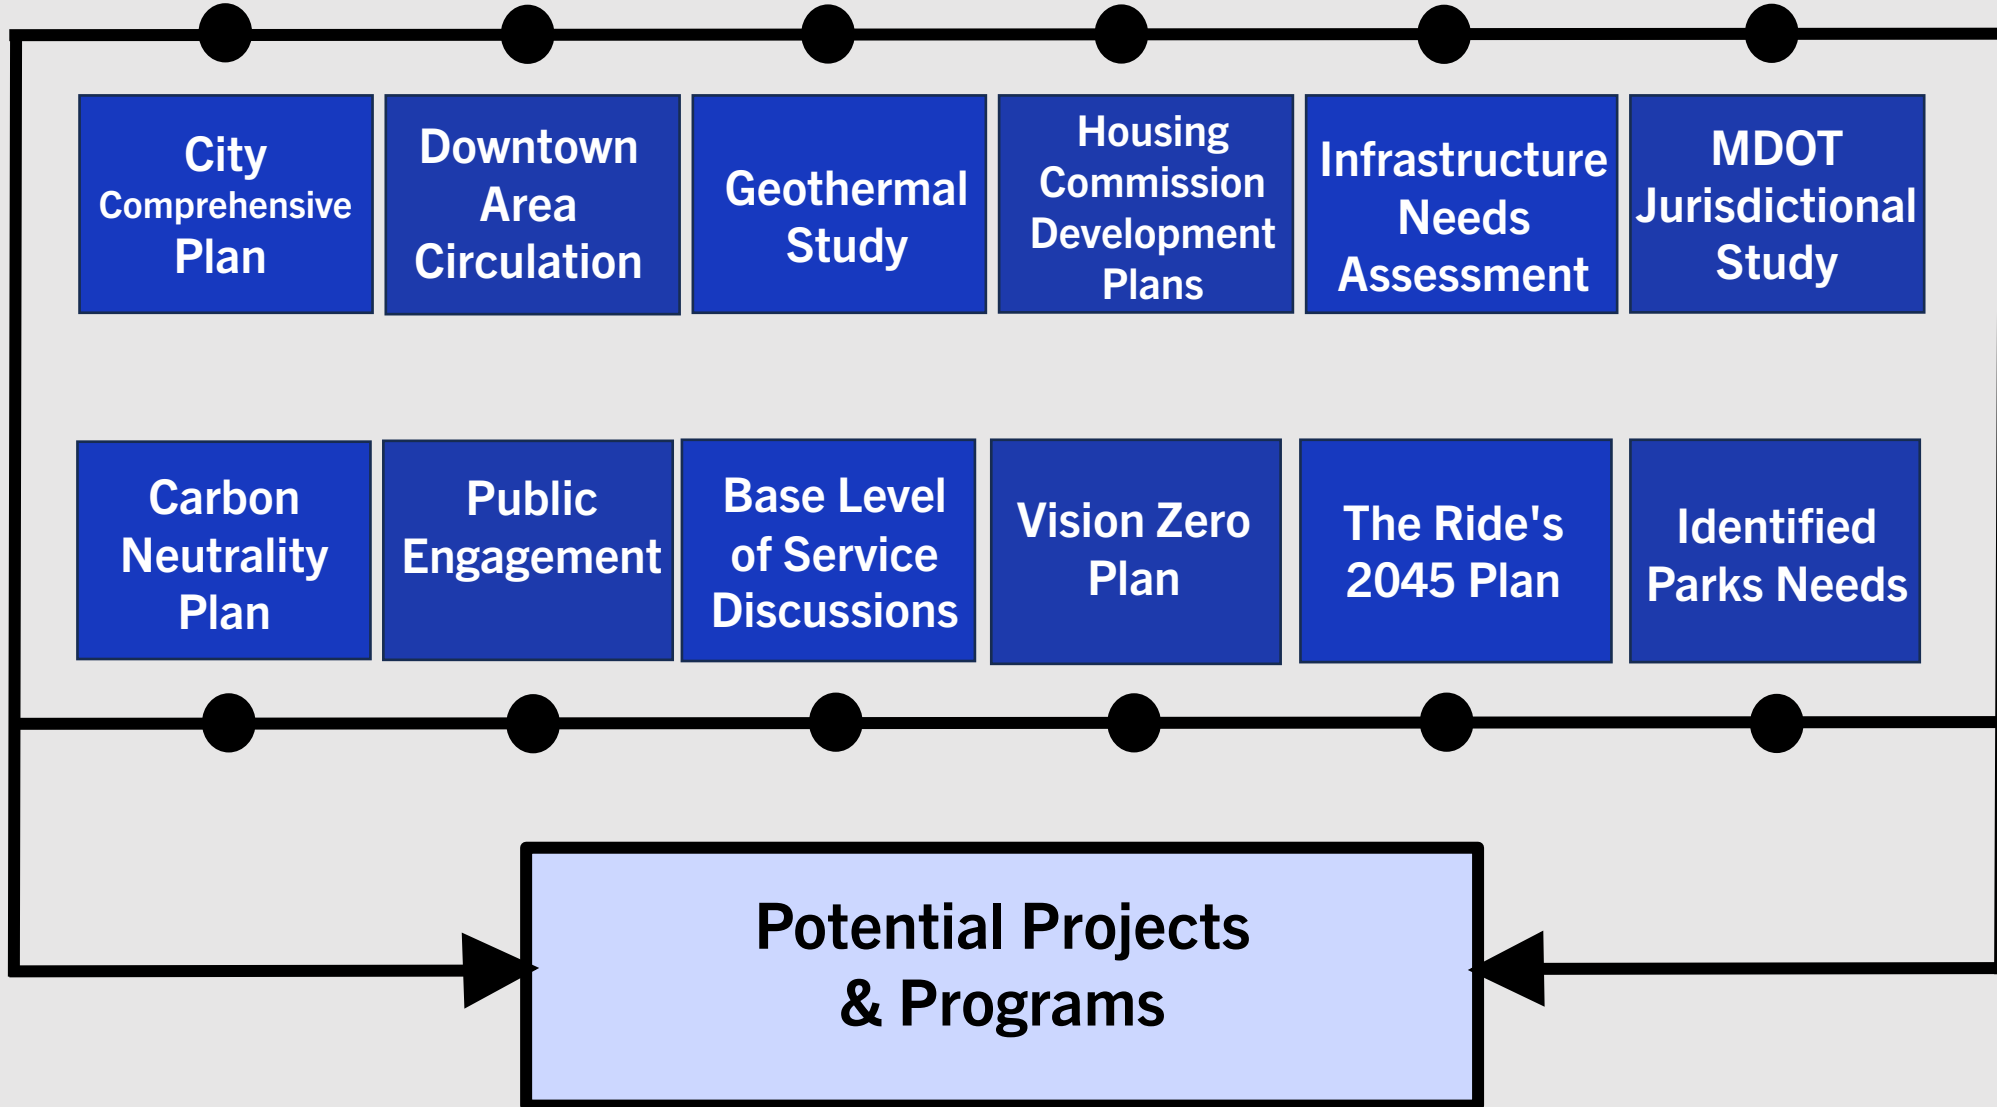 City
Comprehensive
Plan
Downtown
Area
Circulation
Geothermal
Study
Housing
Commission
Development
Plans
Infrastructure
Needs
Assessment
MDOT
Jurisdictional
Study
Carbon
Neutrality
Plan
Public
Engagement
Base Level
of Service
Discussions
Vision Zero
Plan
The Ride's
2045 Plan
Identified
Parks Needs
Potential Projects
& Programs